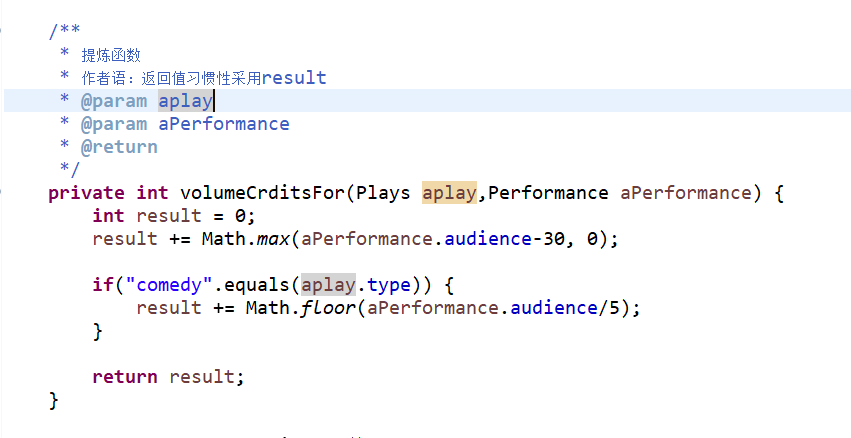 /**
* 提炼函数
* 作者语：返回值习惯性采用result
* @param aplay
* @param aPerformance
* @return
*/
private int volumeCrditsFor(Plays aplay,Performance aPerformance) {
int result = 0;
result += Math.max(aPerformance.audience-30, 0);
if("comedy".equals(aplay.type)) {
result += Math.floor(aPerformance.audience/5);
}
return result;
}